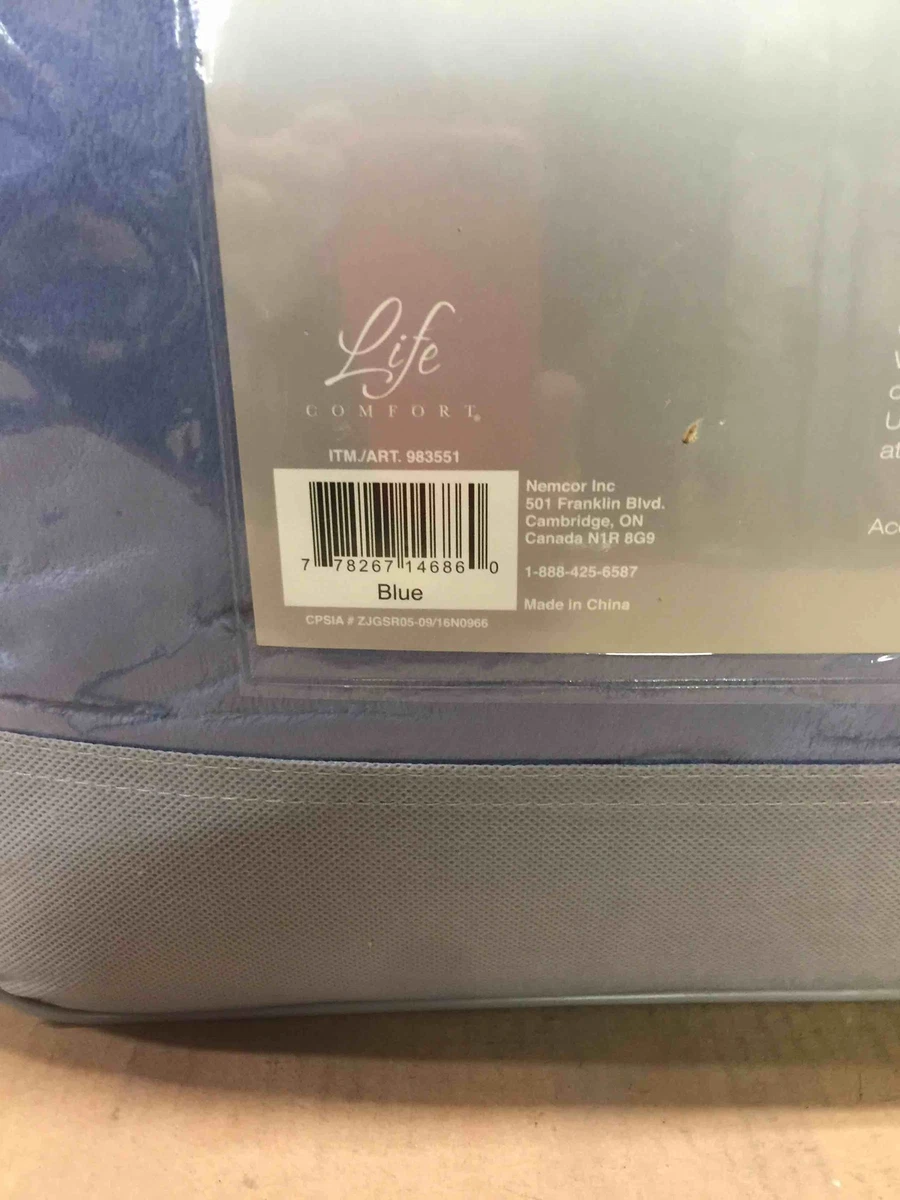 Life
COMFORT®
ITM./ART. 983551
7 78267 14686 0
Blue
CPSIA # ZJGSR05-09/16N0966
Nemcor Inc
501 Franklin Blvd.
Cambridge, ON
Canada N1R 8G9
1-888-425-6587
Made in China